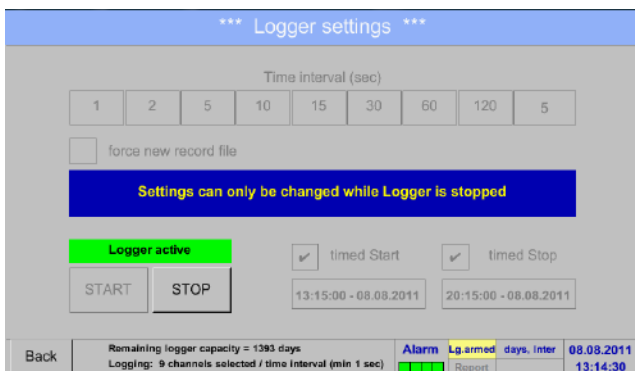 *** Logger settings ***
Time interval (sec)
1 2 5 10 15 30 60 120 5
force new record file
Settings can only be changed while Logger is stopped
Logger active
✔ timed Start ✔ timed Stop
START STOP
13:15:00 - 08.08.2011 20:15:00 - 08.08.2011
Back
Remaining logger capacity = 1393 days
Logging: 9 channels selected / time interval (min 1 sec)
Alarm Lg.armed days, Inter 08.08.2011
Report 13:14:30